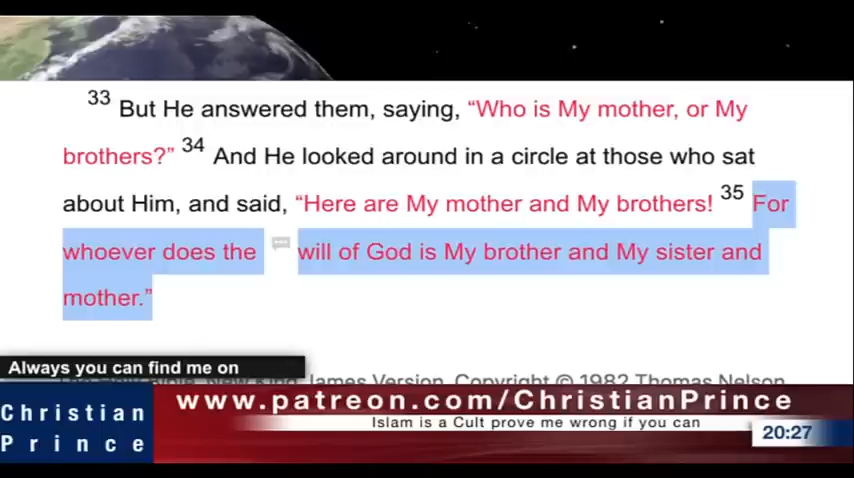 33 But He answered them, saying, “Who is My mother, or My
brothers?” 34 And He looked around in a circle at those who sat
about Him, and said, “Here are My mother and My brothers! 35 For
whoever does the will of God is My brother and My sister and
mother.”
The Holy Bible, New King James Version, Copyright © 1982 Thomas Nelson
Always you can find me on
Christian
Prince
www.patreon.com/ChristianPrince
Islam is a Cult prove me wrong if you can
20:27